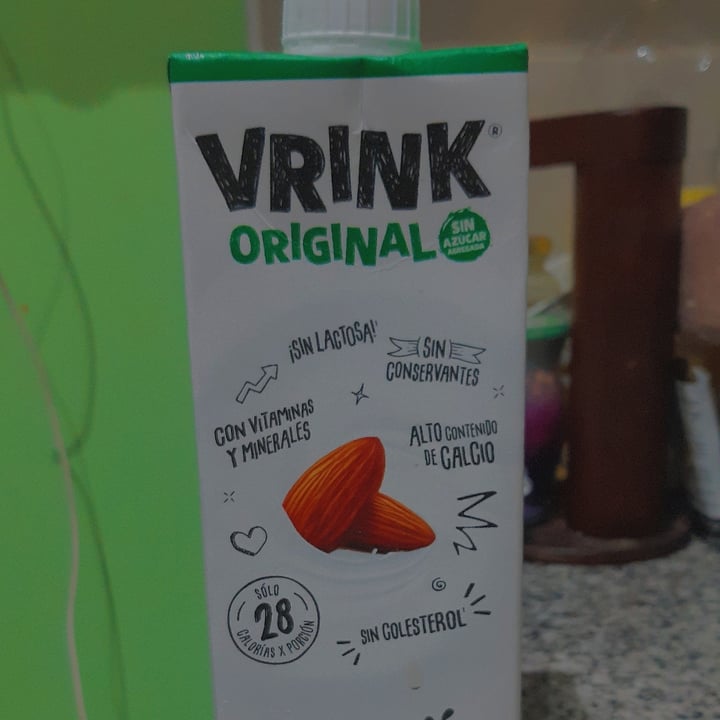 VRINK®
ORIGINAL
SIN
AZÚCAR
AGREGADA
¡SIN LACTOSA!
SIN
CONSERVANTES
CON VITAMINAS
Y MINERALES
ALTO CONTENIDO
DE CALCIO
SÓLO
28
CALORÍAS X PORCIÓN
SIN COLESTEROL